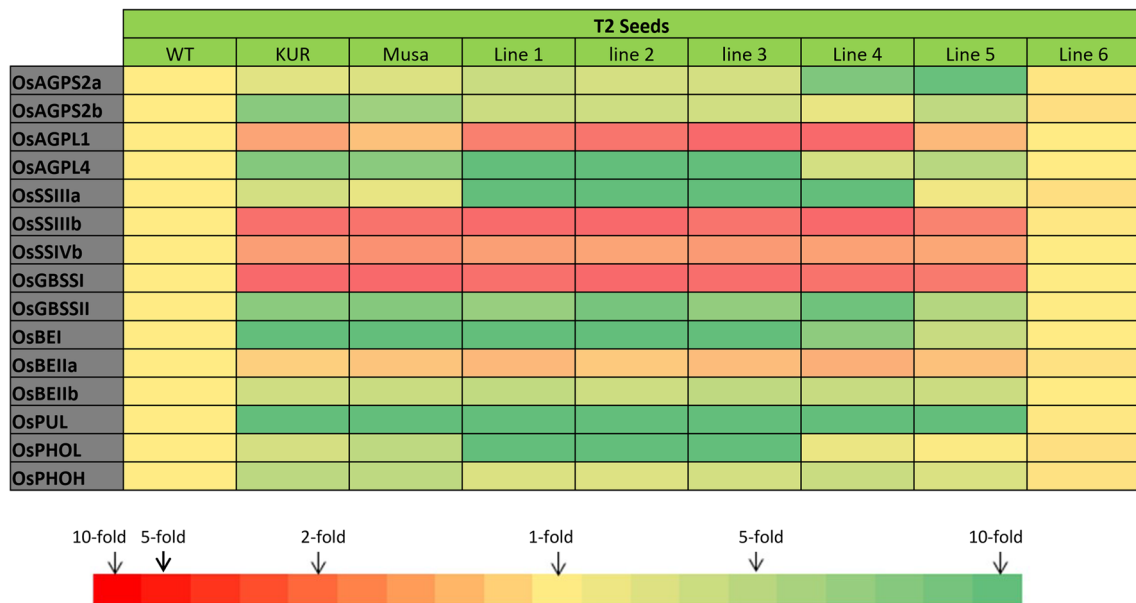 T2 Seeds
WT KUR Musa Line 1 line 2 line 3 Line 4 Line 5 Line 6
OsAGPS2a
OsAGPS2b
OsAGPL1
OsAGPL4
OsSSIIIa
OsSSIIIb
OsSSIVb
OsGBSSI
OsGBSSII
OsBEI
OsBEIIa
OsBEIIb
OsPUL
OsPHOL
OsPHOH
10-fold 5-fold 2-fold 1-fold 5-fold 10-fold